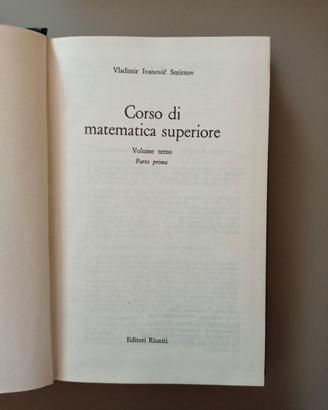 Vladimir Ivanovič Smirnov
Corso di
matematica superiore
Volume terzo
Parte prima
Editori Riuniti